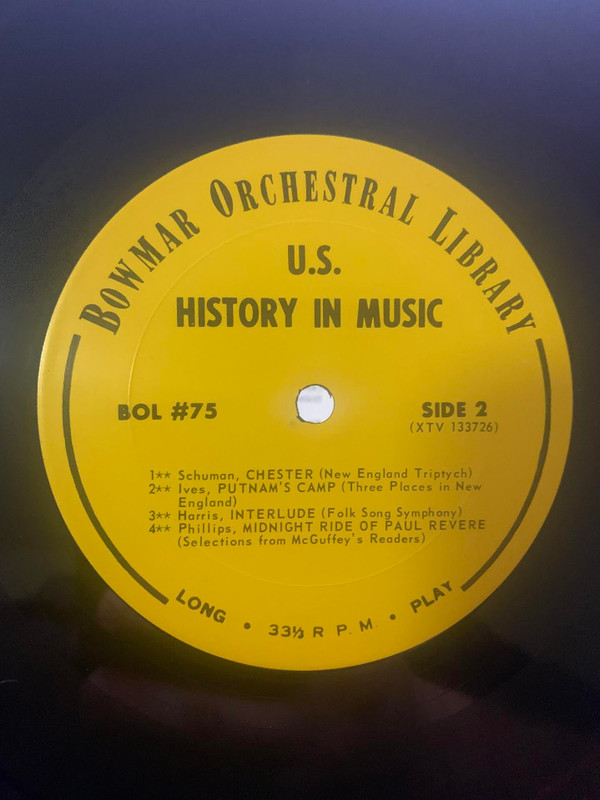 BOWMAR ORCHESTRAL LIBRARY
U.S.
HISTORY IN MUSIC
BOL #75
SIDE 2
(XTV 133726)
1** Schuman, CHESTER (New England Triptych)
2** Ives, PUTNAM'S CAMP (Three Places in New
England)
3** Harris, INTERLUDE (Folk Song Symphony)
4** Phillips, MIDNIGHT RIDE OF PAUL REVERE
(Selections from McGuffey's Readers)
LONG • 33⅓ R P. M. • PLAY